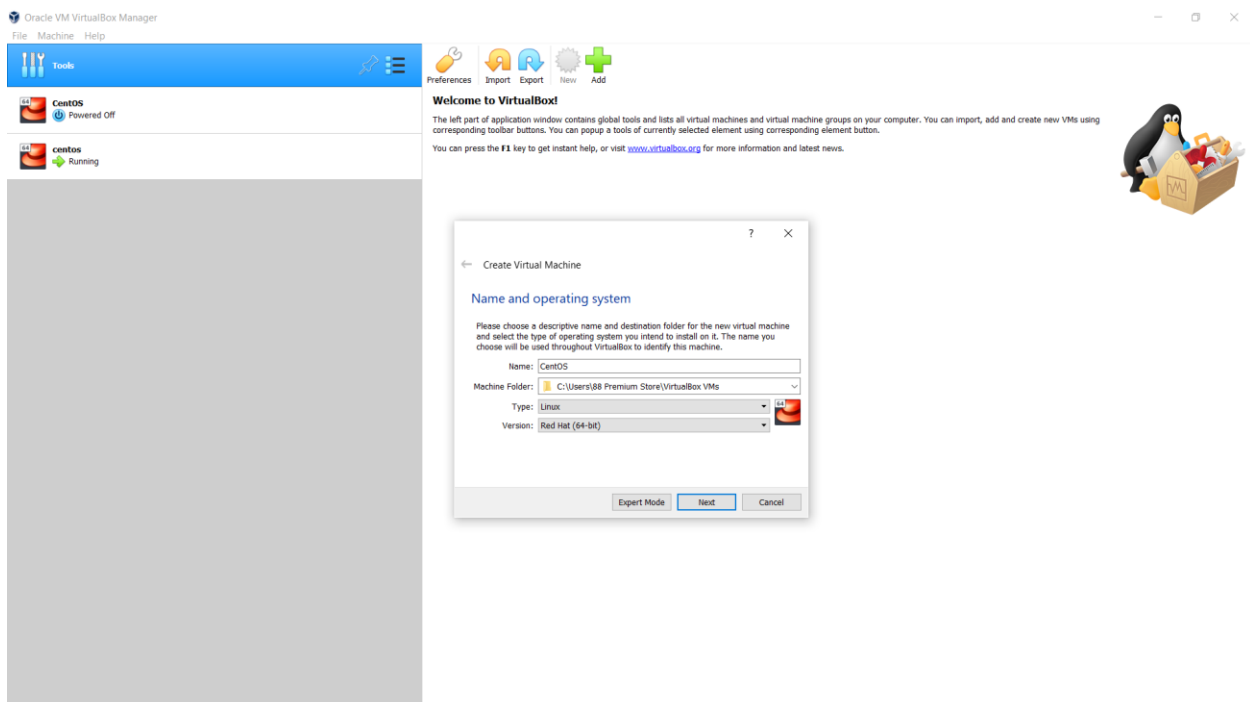 Oracle VM VirtualBox Manager
File Machine Help
Tools
64
CentOS
Powered Off
64
centos
Running
Preferences Import Export New Add
Welcome to VirtualBox!
The left part of application window contains global tools and lists all virtual machines and virtual machine groups on your computer. You can import, add and create new VMs using
corresponding toolbar buttons. You can popup a tools of currently selected element using corresponding element button.
You can press the F1 key to get instant help, or visit www.virtualbox.org for more information and latest news.
?
Create Virtual Machine
Name and operating system
Please choose a descriptive name and destination folder for the new virtual machine
and select the type of operating system you intend to install on it. The name you
choose will be used throughout VirtualBox to identify this machine.
Name: CentOS
Machine Folder: C:\Users\88 Premium Store\VirtualBox VMs
Type: Linux
64
Version: Red Hat (64-bit)
Expert Mode Next Cancel